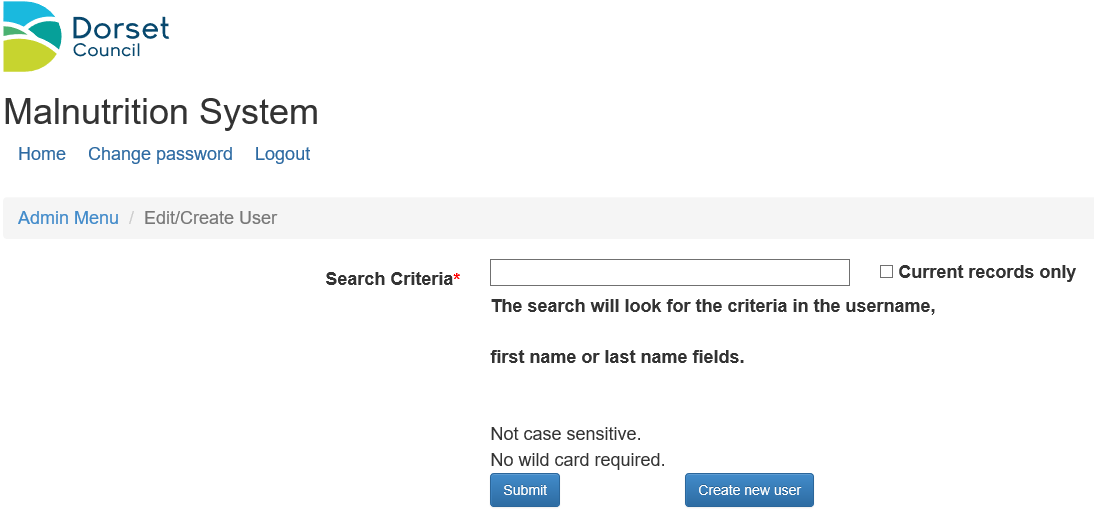 Dorset
Council
Malnutrition System
Home Change password Logout
Admin Menu / Edit/Create User
Search Criteria* Current records only
The search will look for the criteria in the username,
first name or last name fields.
Not case sensitive.
No wild card required.
Submit Create new user